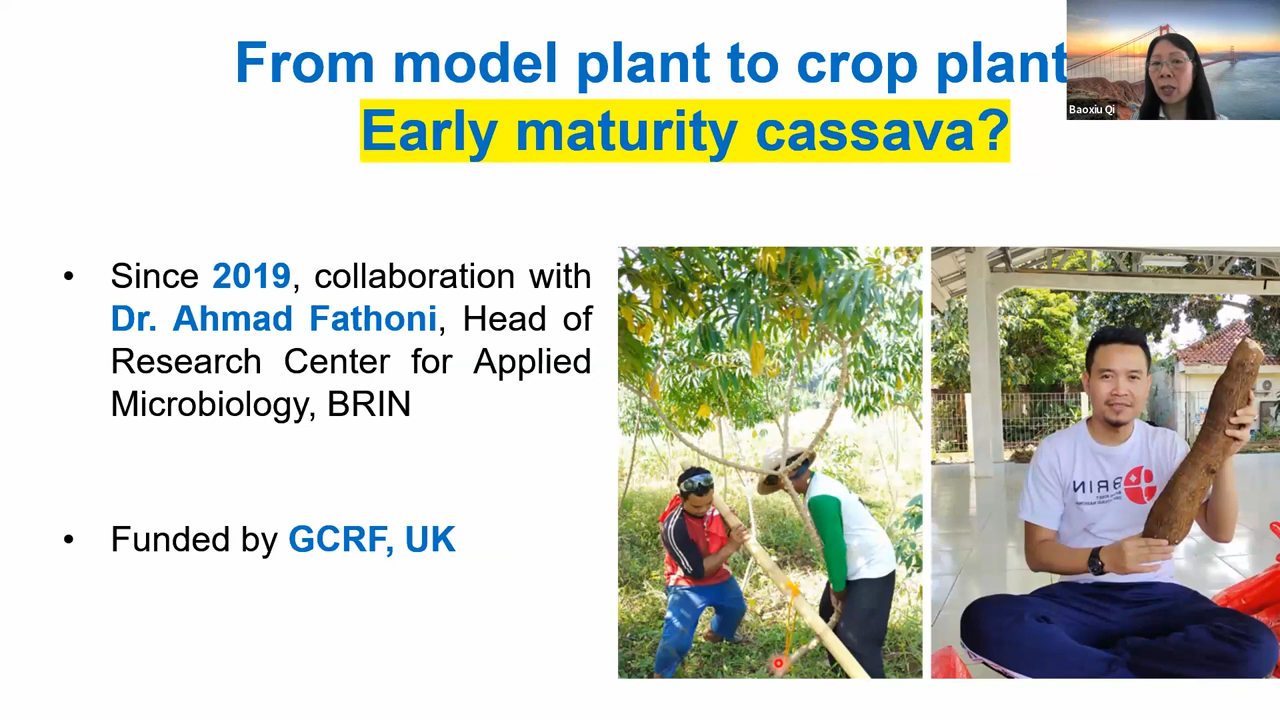 From model plant to crop plant
Early maturity cassava?
Baoxiu Qi
• Since 2019, collaboration with
Dr. Ahmad Fathoni, Head of
Research Center for Applied
Microbiology, BRIN
• Funded by GCRF, UK
BRIN